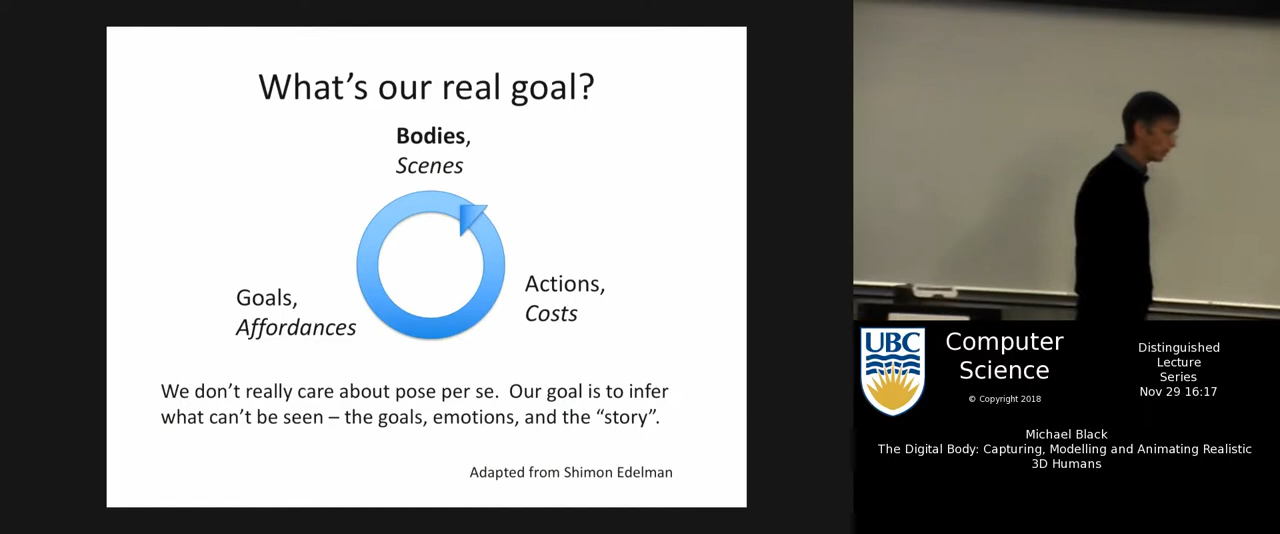 What's our real goal?
Bodies,
Scenes
Goals,
Affordances
Actions,
Costs
We don't really care about pose per se. Our goal is to infer
what can't be seen – the goals, emotions, and the “story”.
Adapted from Shimon Edelman
UBC
Computer
Science
© Copyright 2018
Distinguished
Lecture
Series
Nov 29 16:17
Michael Black
The Digital Body: Capturing, Modelling and Animating Realistic
3D Humans